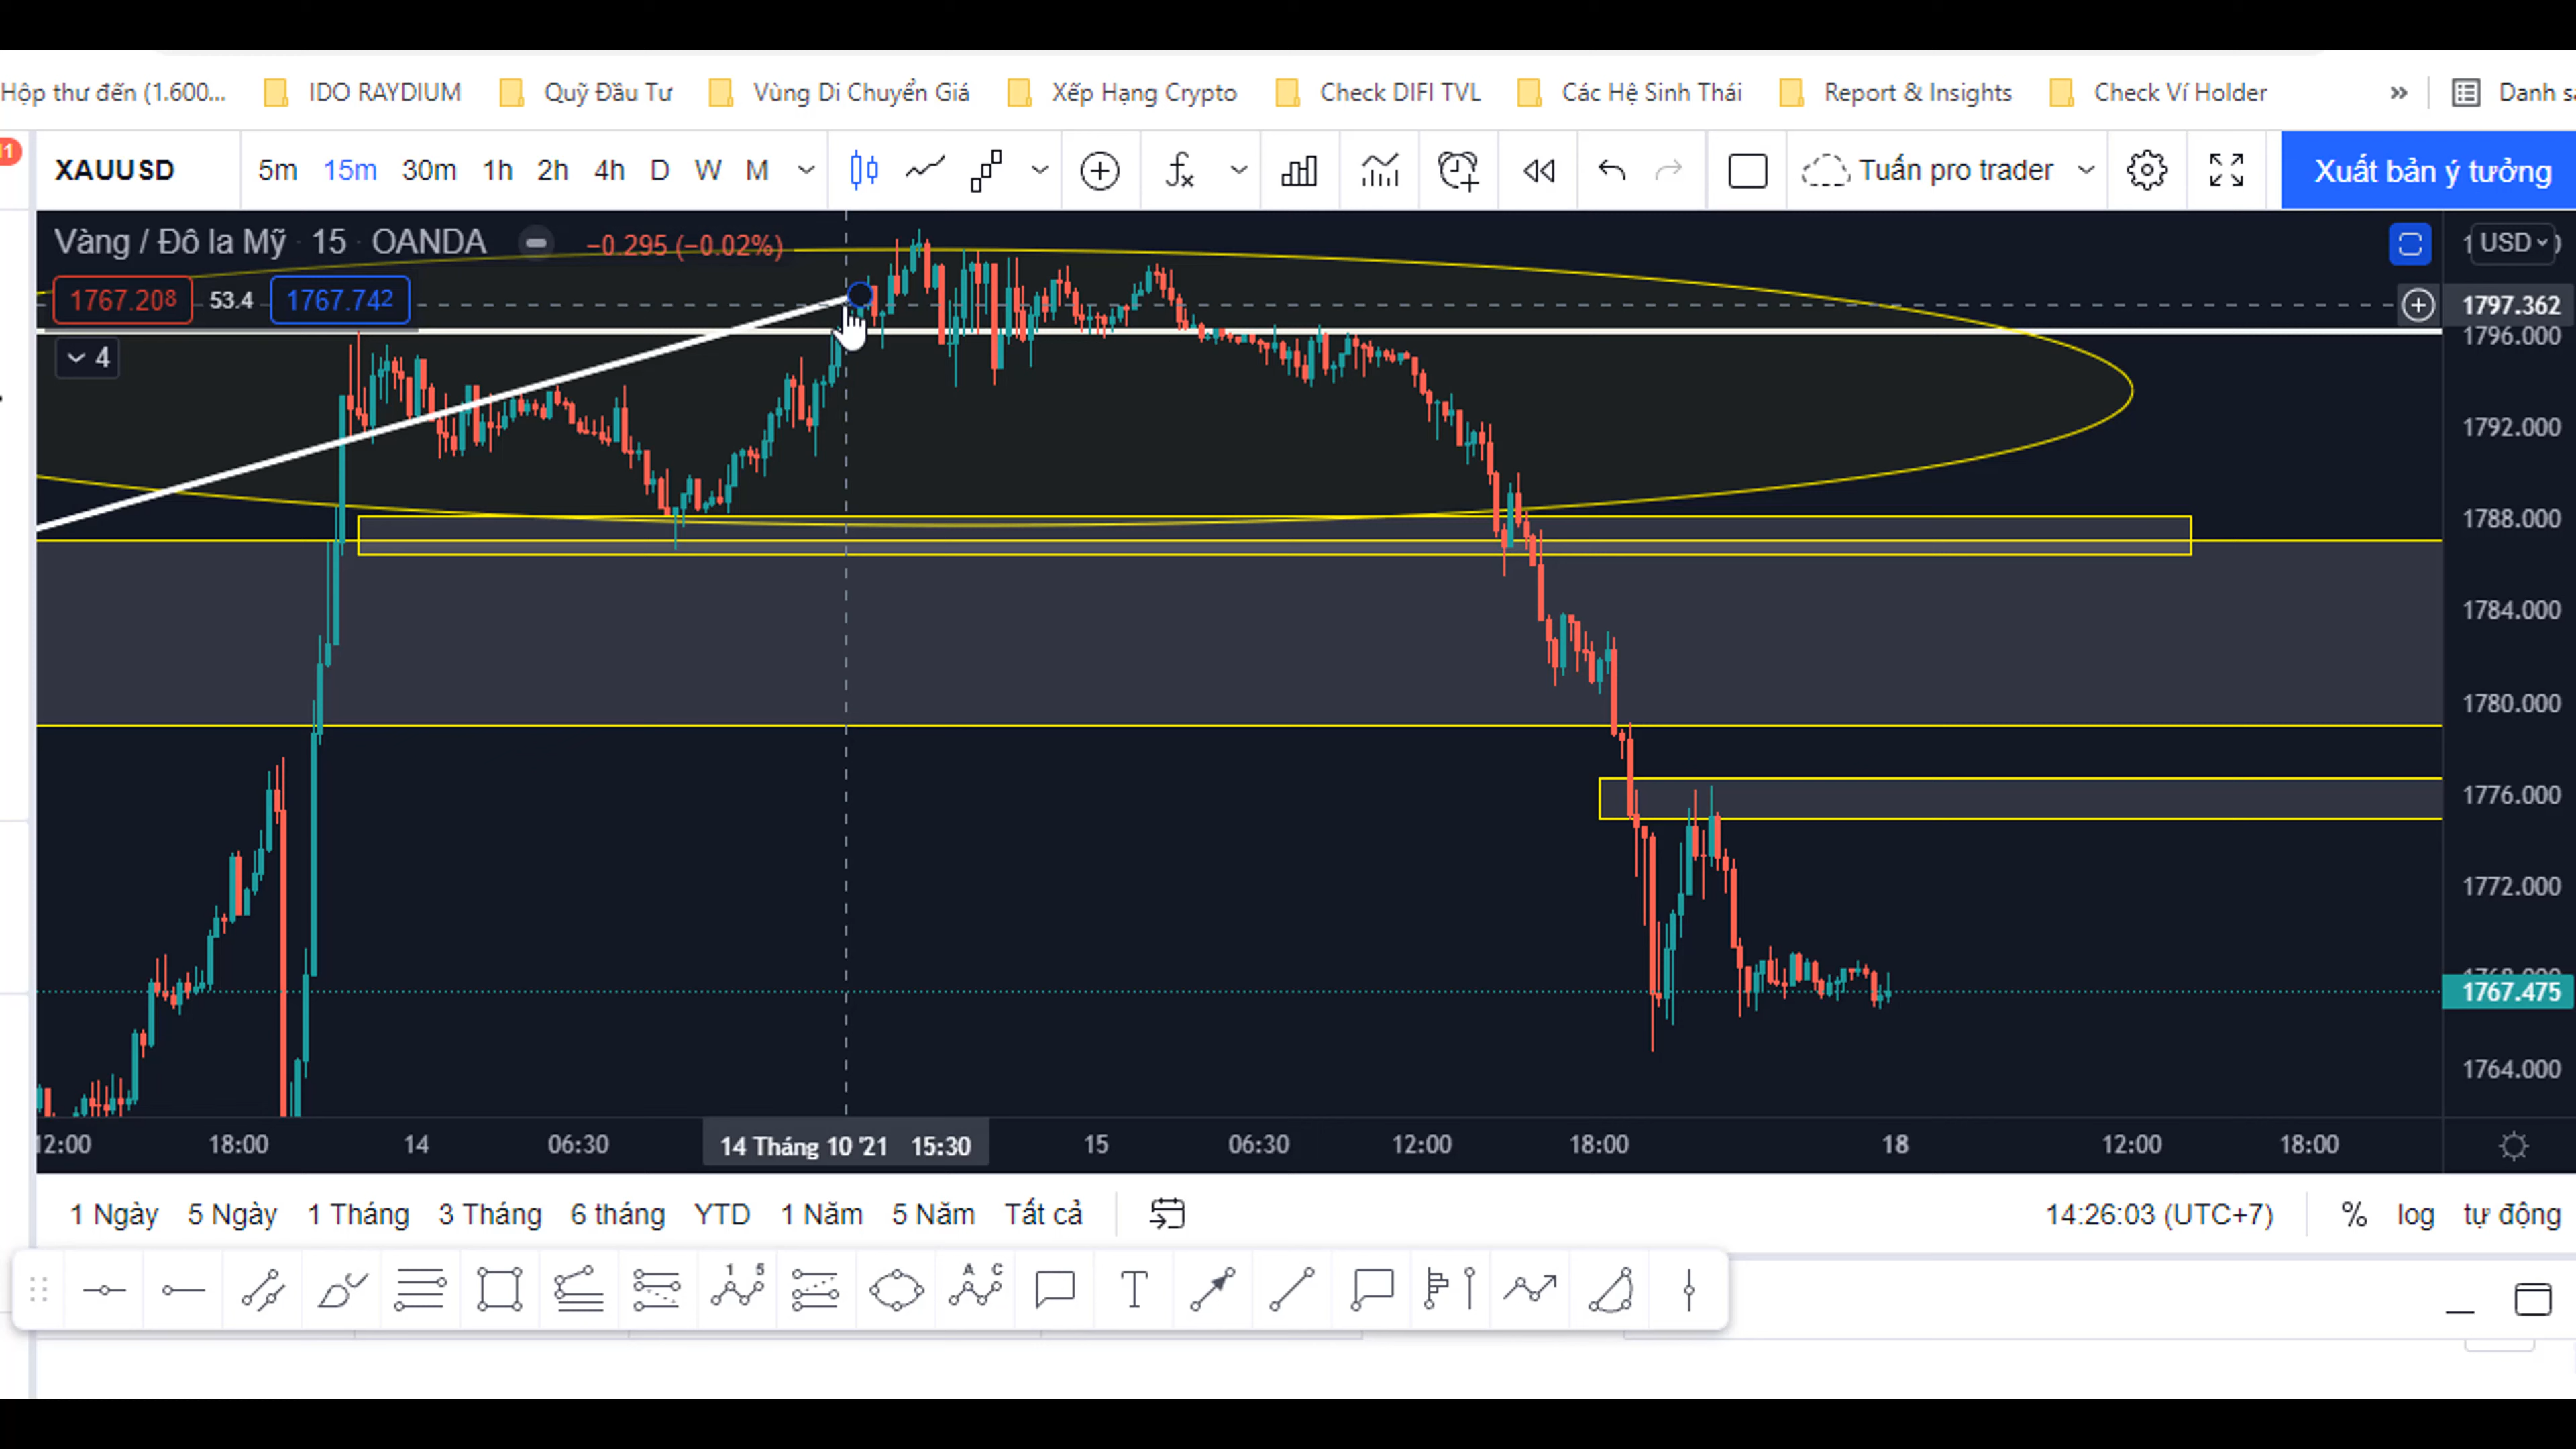 Hộp thư đến (1.600... IDO RAYDIUM Quỹ Đầu Tư Vùng Di Chuyển Giá Xếp Hạng Crypto Check DIFI TVL Các Hệ Sinh Thái Report & Insights Check Ví Holder » Danh
XAUUSD 5m 15m 30m 1h 2h 4h D W M Tuấn pro trader Xuất bản ý tưởng
Vàng / Đô la Mỹ · 15 · OANDA −0.295 (−0.02%) USD
1767.208 53.4 1767.742
4
1797.362
1796.000
1792.000
1788.000
1784.000
1780.000
1776.000
1772.000
1767.475
1764.000
12:00 18:00 14 06:30 14 Tháng 10 '21 15:30 15 06:30 12:00 18:00 18 12:00 18:00
1 Ngày 5 Ngày 1 Tháng 3 Tháng 6 tháng YTD 1 Năm 5 Năm Tất cả 14:26:03 (UTC+7) % log tự động
1 5 A C T